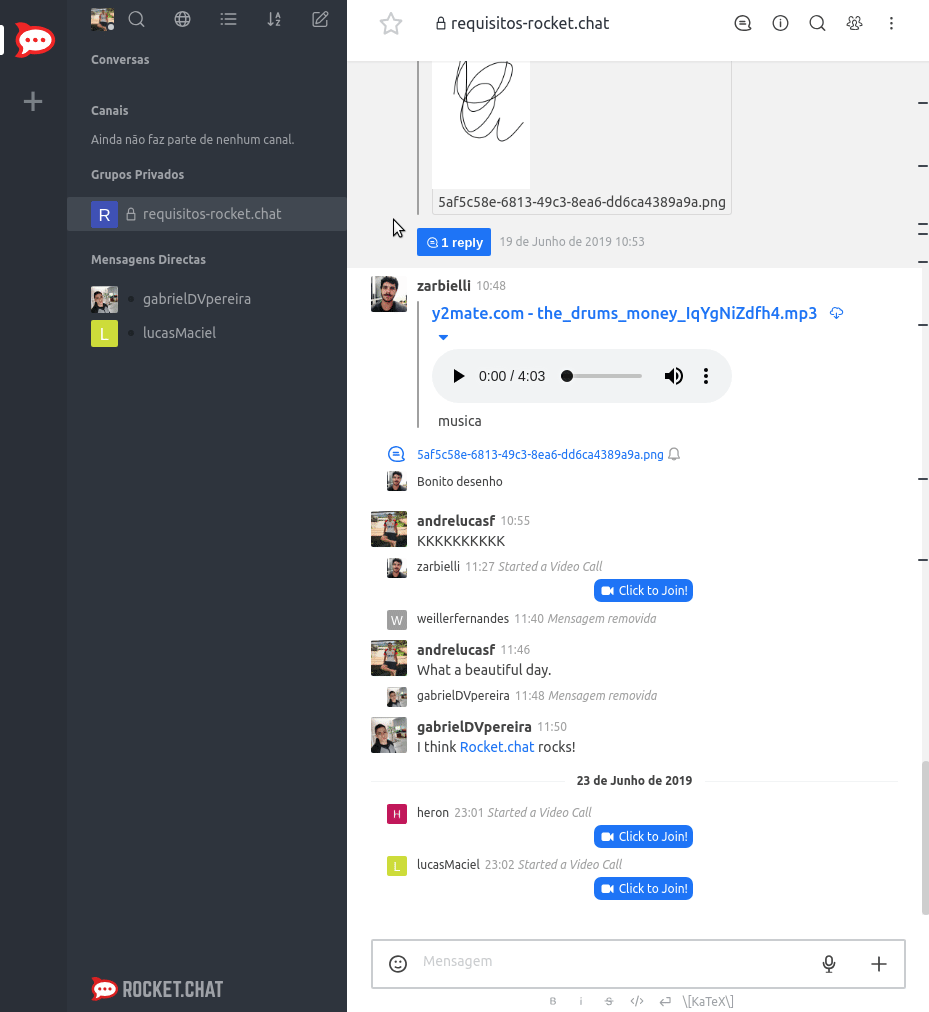 Conversas
Canais
Ainda não faz parte de nenhum canal.
Grupos Privados
R requisitos-rocket.chat
Mensagens Directas
gabrielDVpereira
L lucasMaciel
ROCKET.CHAT
requisitos-rocket.chat
5af5c58e-6813-49c3-8ea6-dd6ca4389a9a.png
1 reply 19 de Junho de 2019 10:53
zarbielli 10:48
y2mate.com - the_drums_money_IqYgNiZdfh4.mp3
0:00 / 4:03
musica
5af5c58e-6813-49c3-8ea6-dd6ca4389a9a.png
Bonito desenho
andrelucasf 10:55
KKKKKKKKKK
zarbielli 11:27 Started a Video Call
Click to Join!
W weillerfernandes 11:40 Mensagem removida
andrelucasf 11:46
What a beautiful day.
gabrielDVpereira 11:48 Mensagem removida
gabrielDVpereira 11:50
I think Rocket.chat rocks!
23 de Junho de 2019
H heron 23:01 Started a Video Call
Click to Join!
L lucasMaciel 23:02 Started a Video Call
Click to Join!
Mensagem
B i S </> \[KaTeX\]